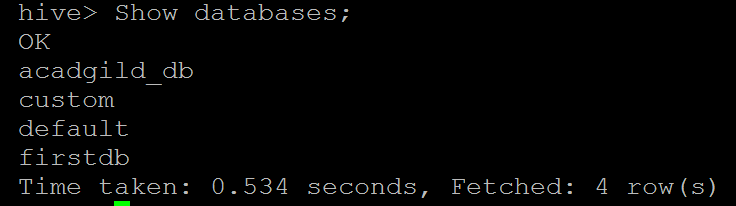 hive> Show databases;
OK
acadgild_db
custom
default
firstdb
Time taken: 0.534 seconds, Fetched: 4 row(s)